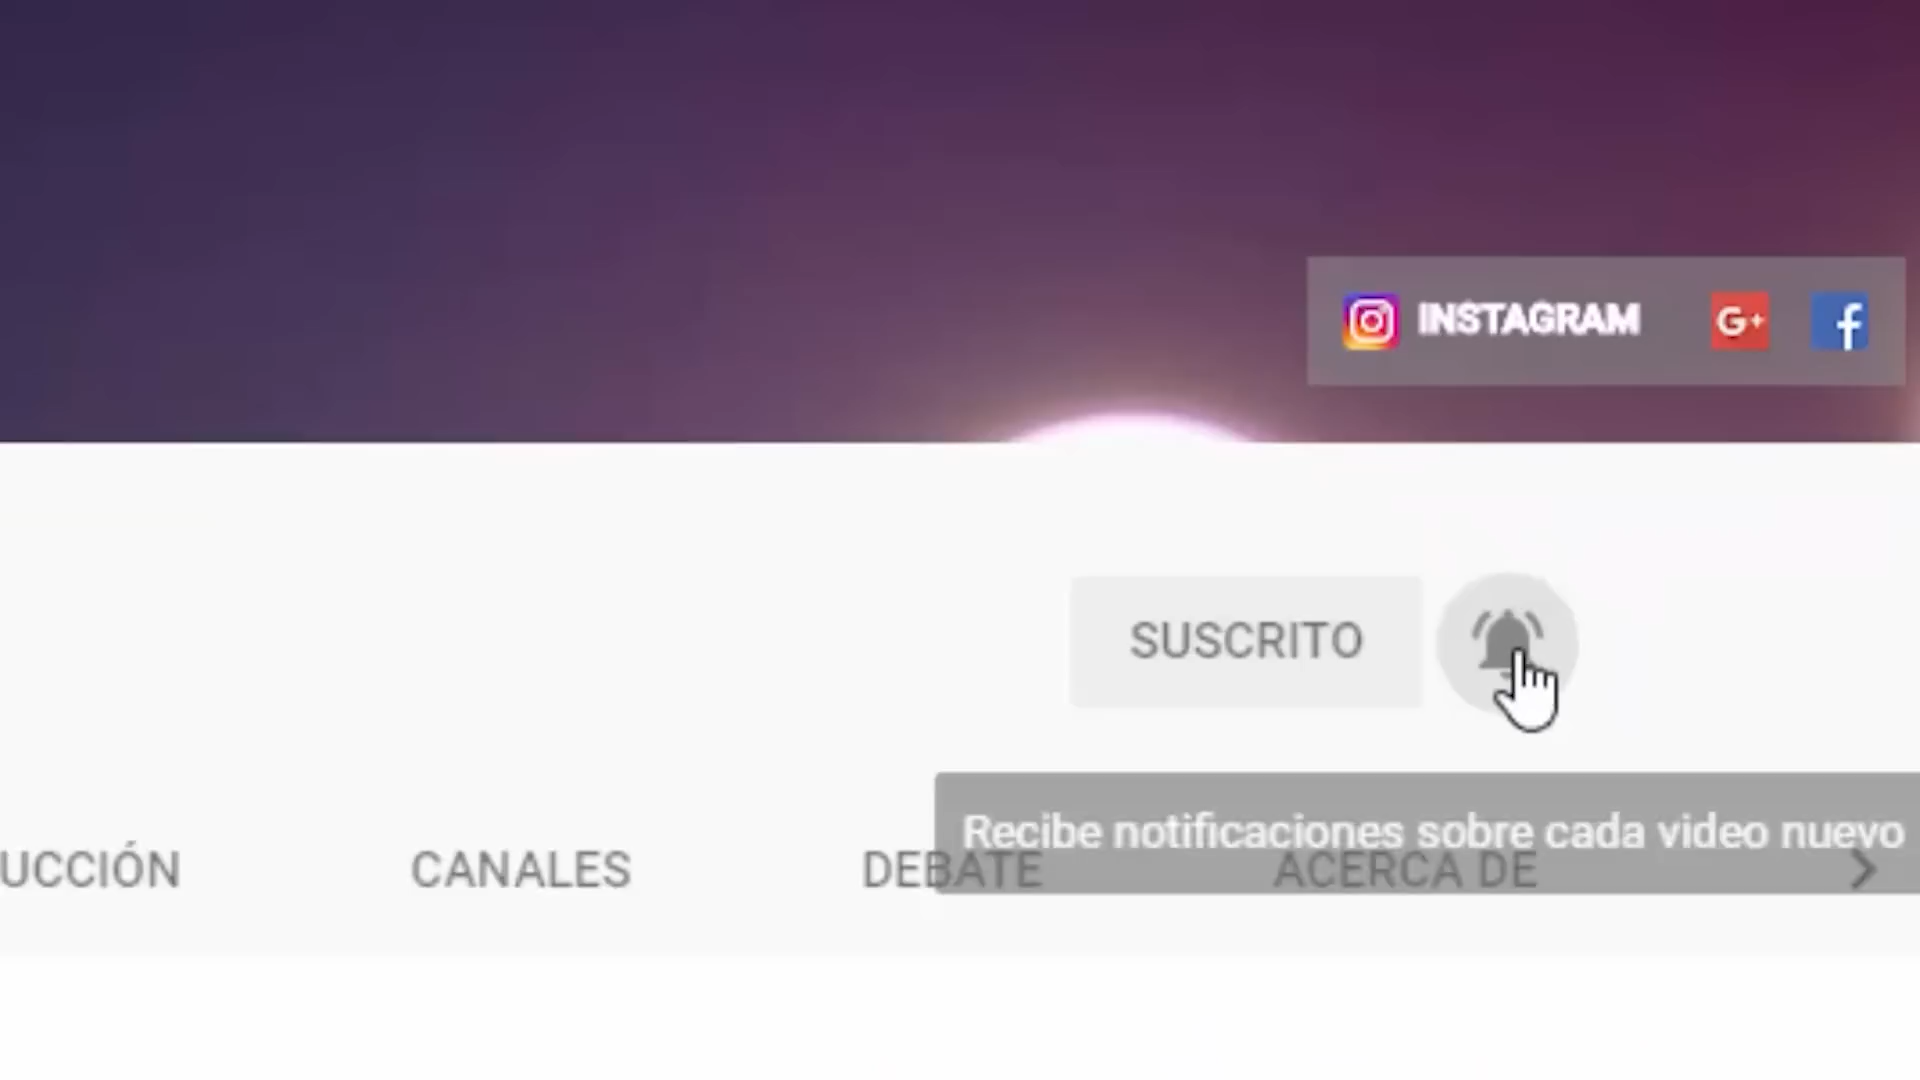 INSTAGRAM G+ f
SUSCRITO
Recibe notificaciones sobre cada video nuevo
UCCIÓN CANALES DEBATE ACERCA DE